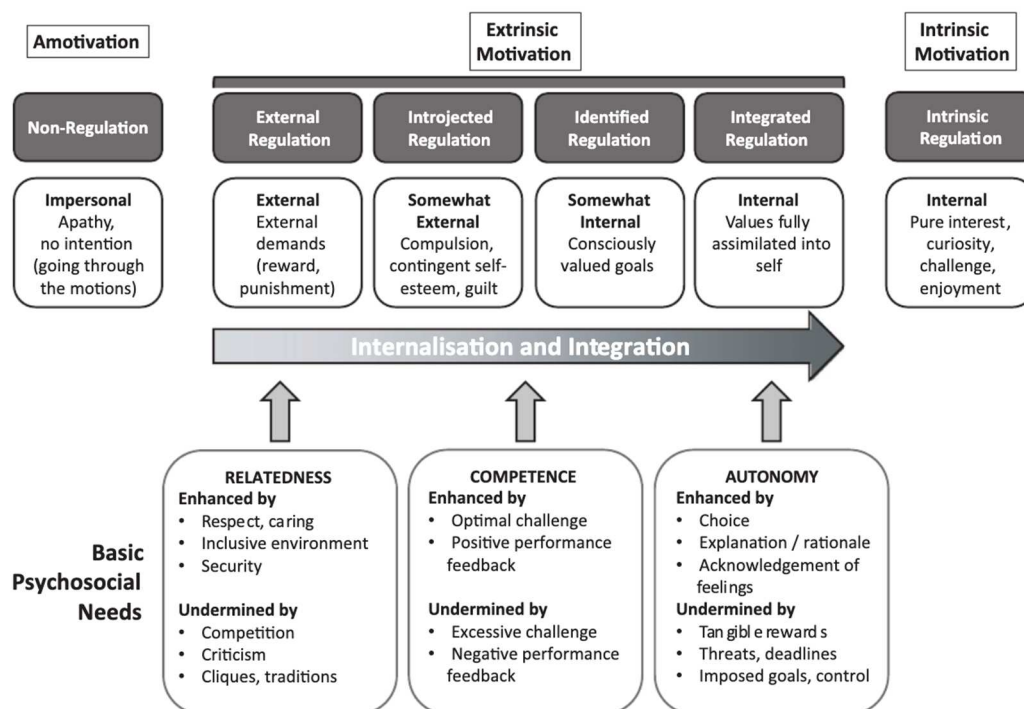 Amotivation
Extrinsic
Motivation
Intrinsic
Motivation
Non-Regulation
External
Regulation
Introjected
Regulation
Identified
Regulation
Integrated
Regulation
Intrinsic
Regulation
Impersonal
Apathy,
no intention
(going through
the motions)
External
External
demands
(reward,
punishment)
Somewhat
External
Compulsion,
contingent self-
esteem, guilt
Somewhat
Internal
Consciously
valued goals
Internal
Values fully
assimilated into
self
Internal
Pure interest,
curiosity,
challenge,
enjoyment
Internalisation and Integration
Basic
Psychosocial
Needs
RELATEDNESS
Enhanced by
• Respect, caring
• Inclusive environment
• Security
Undermined by
• Competition
• Criticism
• Cliques, traditions
COMPETENCE
Enhanced by
• Optimal challenge
• Positive performance
feedback
Undermined by
• Excessive challenge
• Negative performance
feedback
AUTONOMY
Enhanced by
• Choice
• Explanation / rationale
• Acknowledgement of
feelings
Undermined by
• Tangible rewards
• Threats, deadlines
• Imposed goals, control